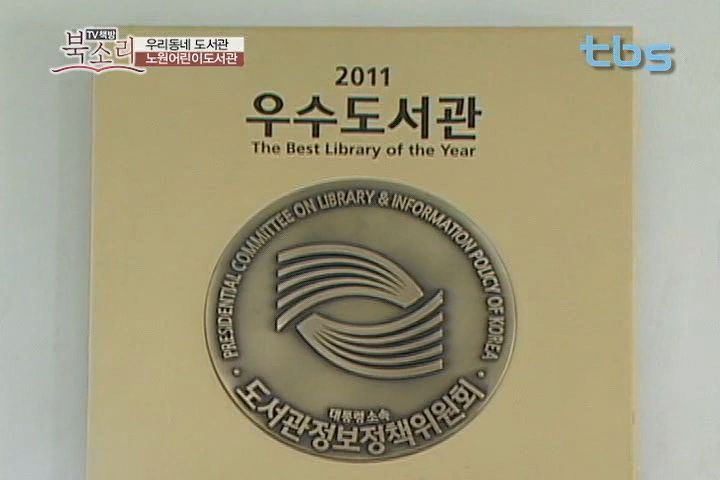 TV책방
북소리
우리동네 도서관
노원어린이도서관
tbs
2011
우수도서관
The Best Library of the Year
PRESIDENTIAL COMMITTEE ON LIBRARY & INFORMATION POLICY OF KOREA
대통령소속
도서관정보정책위원회